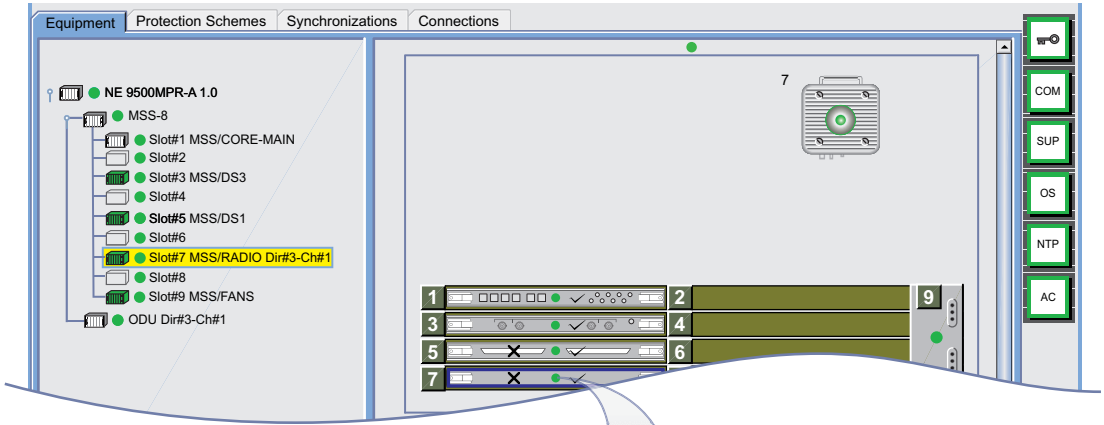 Equipment
Protection Schemes
Synchronizations
Connections
NE 9500MPR-A 1.0
MSS-8
Slot#1 MSS/CORE-MAIN
Slot#2
Slot#3 MSS/DS3
Slot#4
Slot#5 MSS/DS1
Slot#6
Slot#7 MSS/RADIO Dir#3-Ch#1
Slot#8
Slot#9 MSS/FANS
ODU Dir#3-Ch#1
7
1
2
9
3
4
5
6
7
COM
SUP
OS
NTP
AC